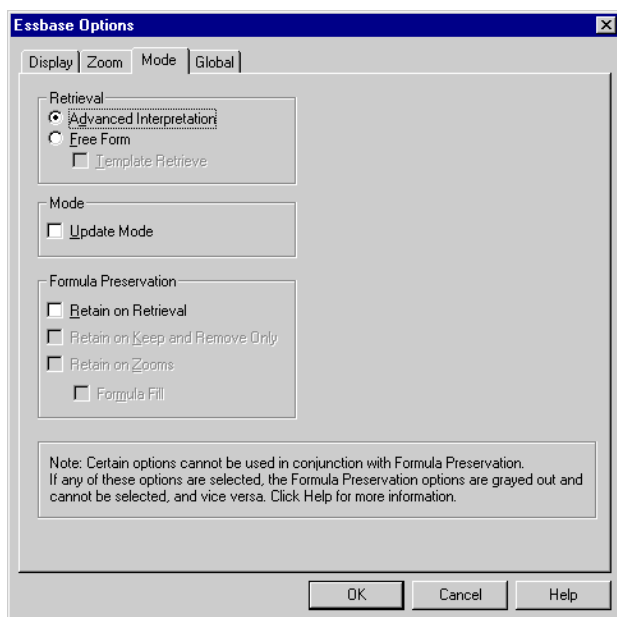 Essbase Options
Display Zoom Mode Global
Retrieval
Advanced Interpretation
Free Form
Template Retrieve
Mode
Update Mode
Formula Preservation
Retain on Retrieval
Retain on Keep and Remove Only
Retain on Zooms
Formula Fill
Note: Certain options cannot be used in conjunction with Formula Preservation.
If any of these options are selected, the Formula Preservation options are grayed out and
cannot be selected, and vice versa. Click Help for more information.
OK Cancel Help